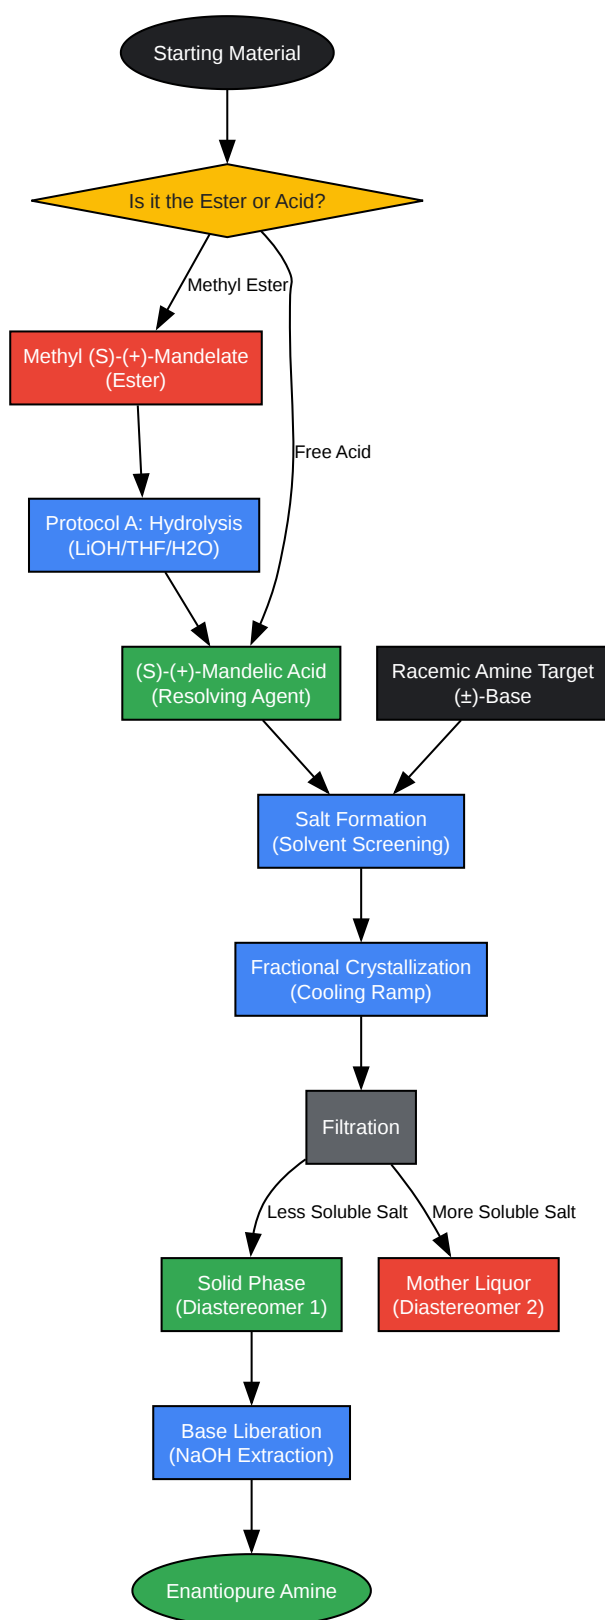 Starting Material
Is it the Ester or Acid?
Methyl Ester
Methyl (S)-(+)-Mandelate
(Ester)
Free Acid
Protocol A: Hydrolysis
(LiOH/THF/H2O)
(S)-(+)-Mandelic Acid
(Resolving Agent)
Racemic Amine Target
(±)-Base
Salt Formation
(Solvent Screening)
Fractional Crystallization
(Cooling Ramp)
Filtration
Less Soluble Salt
More Soluble Salt
Solid Phase
(Diastereomer 1)
Mother Liquor
(Diastereomer 2)
Base Liberation
(NaOH Extraction)
Enantiopure Amine